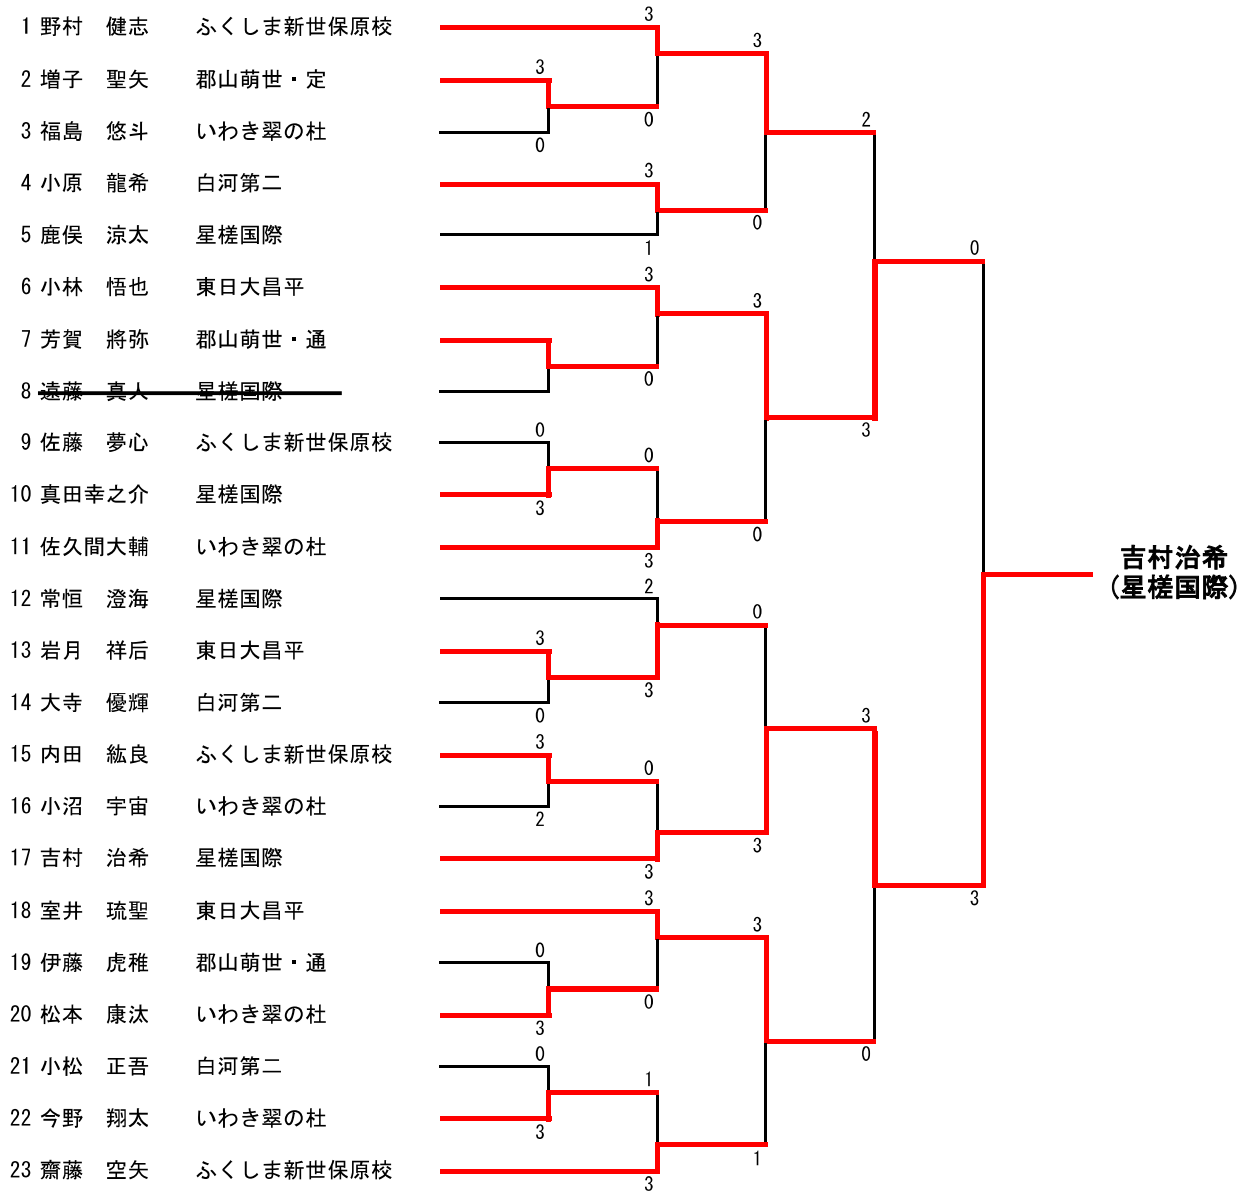 1 野村　健志　ふくしま新世保原校
2 増子　聖矢　郡山萌世・定
3 福島　悠斗　いわき翠の杜
4 小原　龍希　白河第二
5 鹿俣　涼太　星槎国際
6 小林　悟也　東日大昌平
7 芳賀　將弥　郡山萌世・通
8 遠藤　真人　星槎国際
9 佐藤　夢心　ふくしま新世保原校
10 真田幸之介　星槎国際
11 佐久間大輔　いわき翠の杜
12 常恒　澄海　星槎国際
13 岩月　祥后　東日大昌平
14 大寺　優輝　白河第二
15 内田　紘良　ふくしま新世保原校
16 小沼　宇宙　いわき翠の杜
17 吉村　治希　星槎国際
18 室井　琉聖　東日大昌平
19 伊藤　虎稚　郡山萌世・通
20 松本　康汰　いわき翠の杜
21 小松　正吾　白河第二
22 今野　翔太　いわき翠の杜
23 齋藤　空矢　ふくしま新世保原校
3
0
0
3
3
0
3
2
0
3
0
3
3
0
3
1
3
0
0
3
2
3
0
3
3
0
1
3
3
0
3
0
0
3
3
1
2
3
3
0
0
3
吉村治希
（星槎国際）